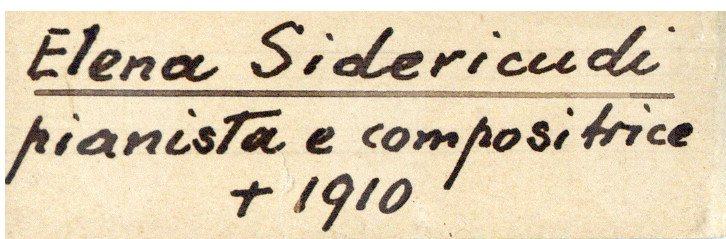 Elena Sidericudi
pianista e compositrice
+ 1910